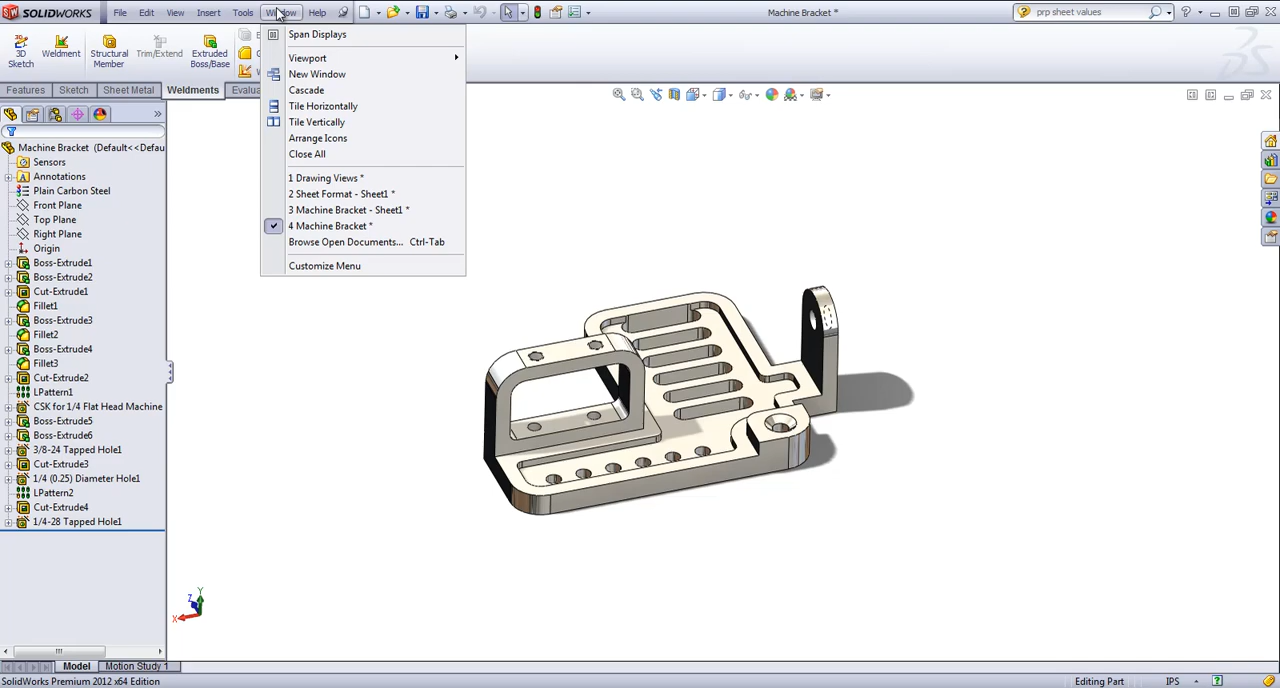 SOLIDWORKS File Edit View Insert Tools Window Help Machine Bracket * prp sheet values
3D Sketch
Weldment
Structural Member
Trim/Extend
Extruded Boss/Base
Features Sketch Sheet Metal Weldments Evalua
Span Displays
Viewport
New Window
Cascade
Tile Horizontally
Tile Vertically
Arrange Icons
Close All
1 Drawing Views *
2 Sheet Format - Sheet1 *
3 Machine Bracket - Sheet1 *
4 Machine Bracket *
Browse Open Documents... Ctrl-Tab
Customize Menu
Machine Bracket (Default<<Defau
Sensors
Annotations
Plain Carbon Steel
Front Plane
Top Plane
Right Plane
Origin
Boss-Extrude1
Boss-Extrude2
Cut-Extrude1
Fillet1
Boss-Extrude3
Fillet2
Boss-Extrude4
Fillet3
Cut-Extrude2
LPattern1
CSK for 1/4 Flat Head Machine
Boss-Extrude5
Boss-Extrude6
3/8-24 Tapped Hole1
Cut-Extrude3
1/4 (0.25) Diameter Hole1
LPattern2
Cut-Extrude4
1/4-28 Tapped Hole1
Y
Z
X
Model Motion Study 1
SolidWorks Premium 2012 x64 Edition Editing Part IPS